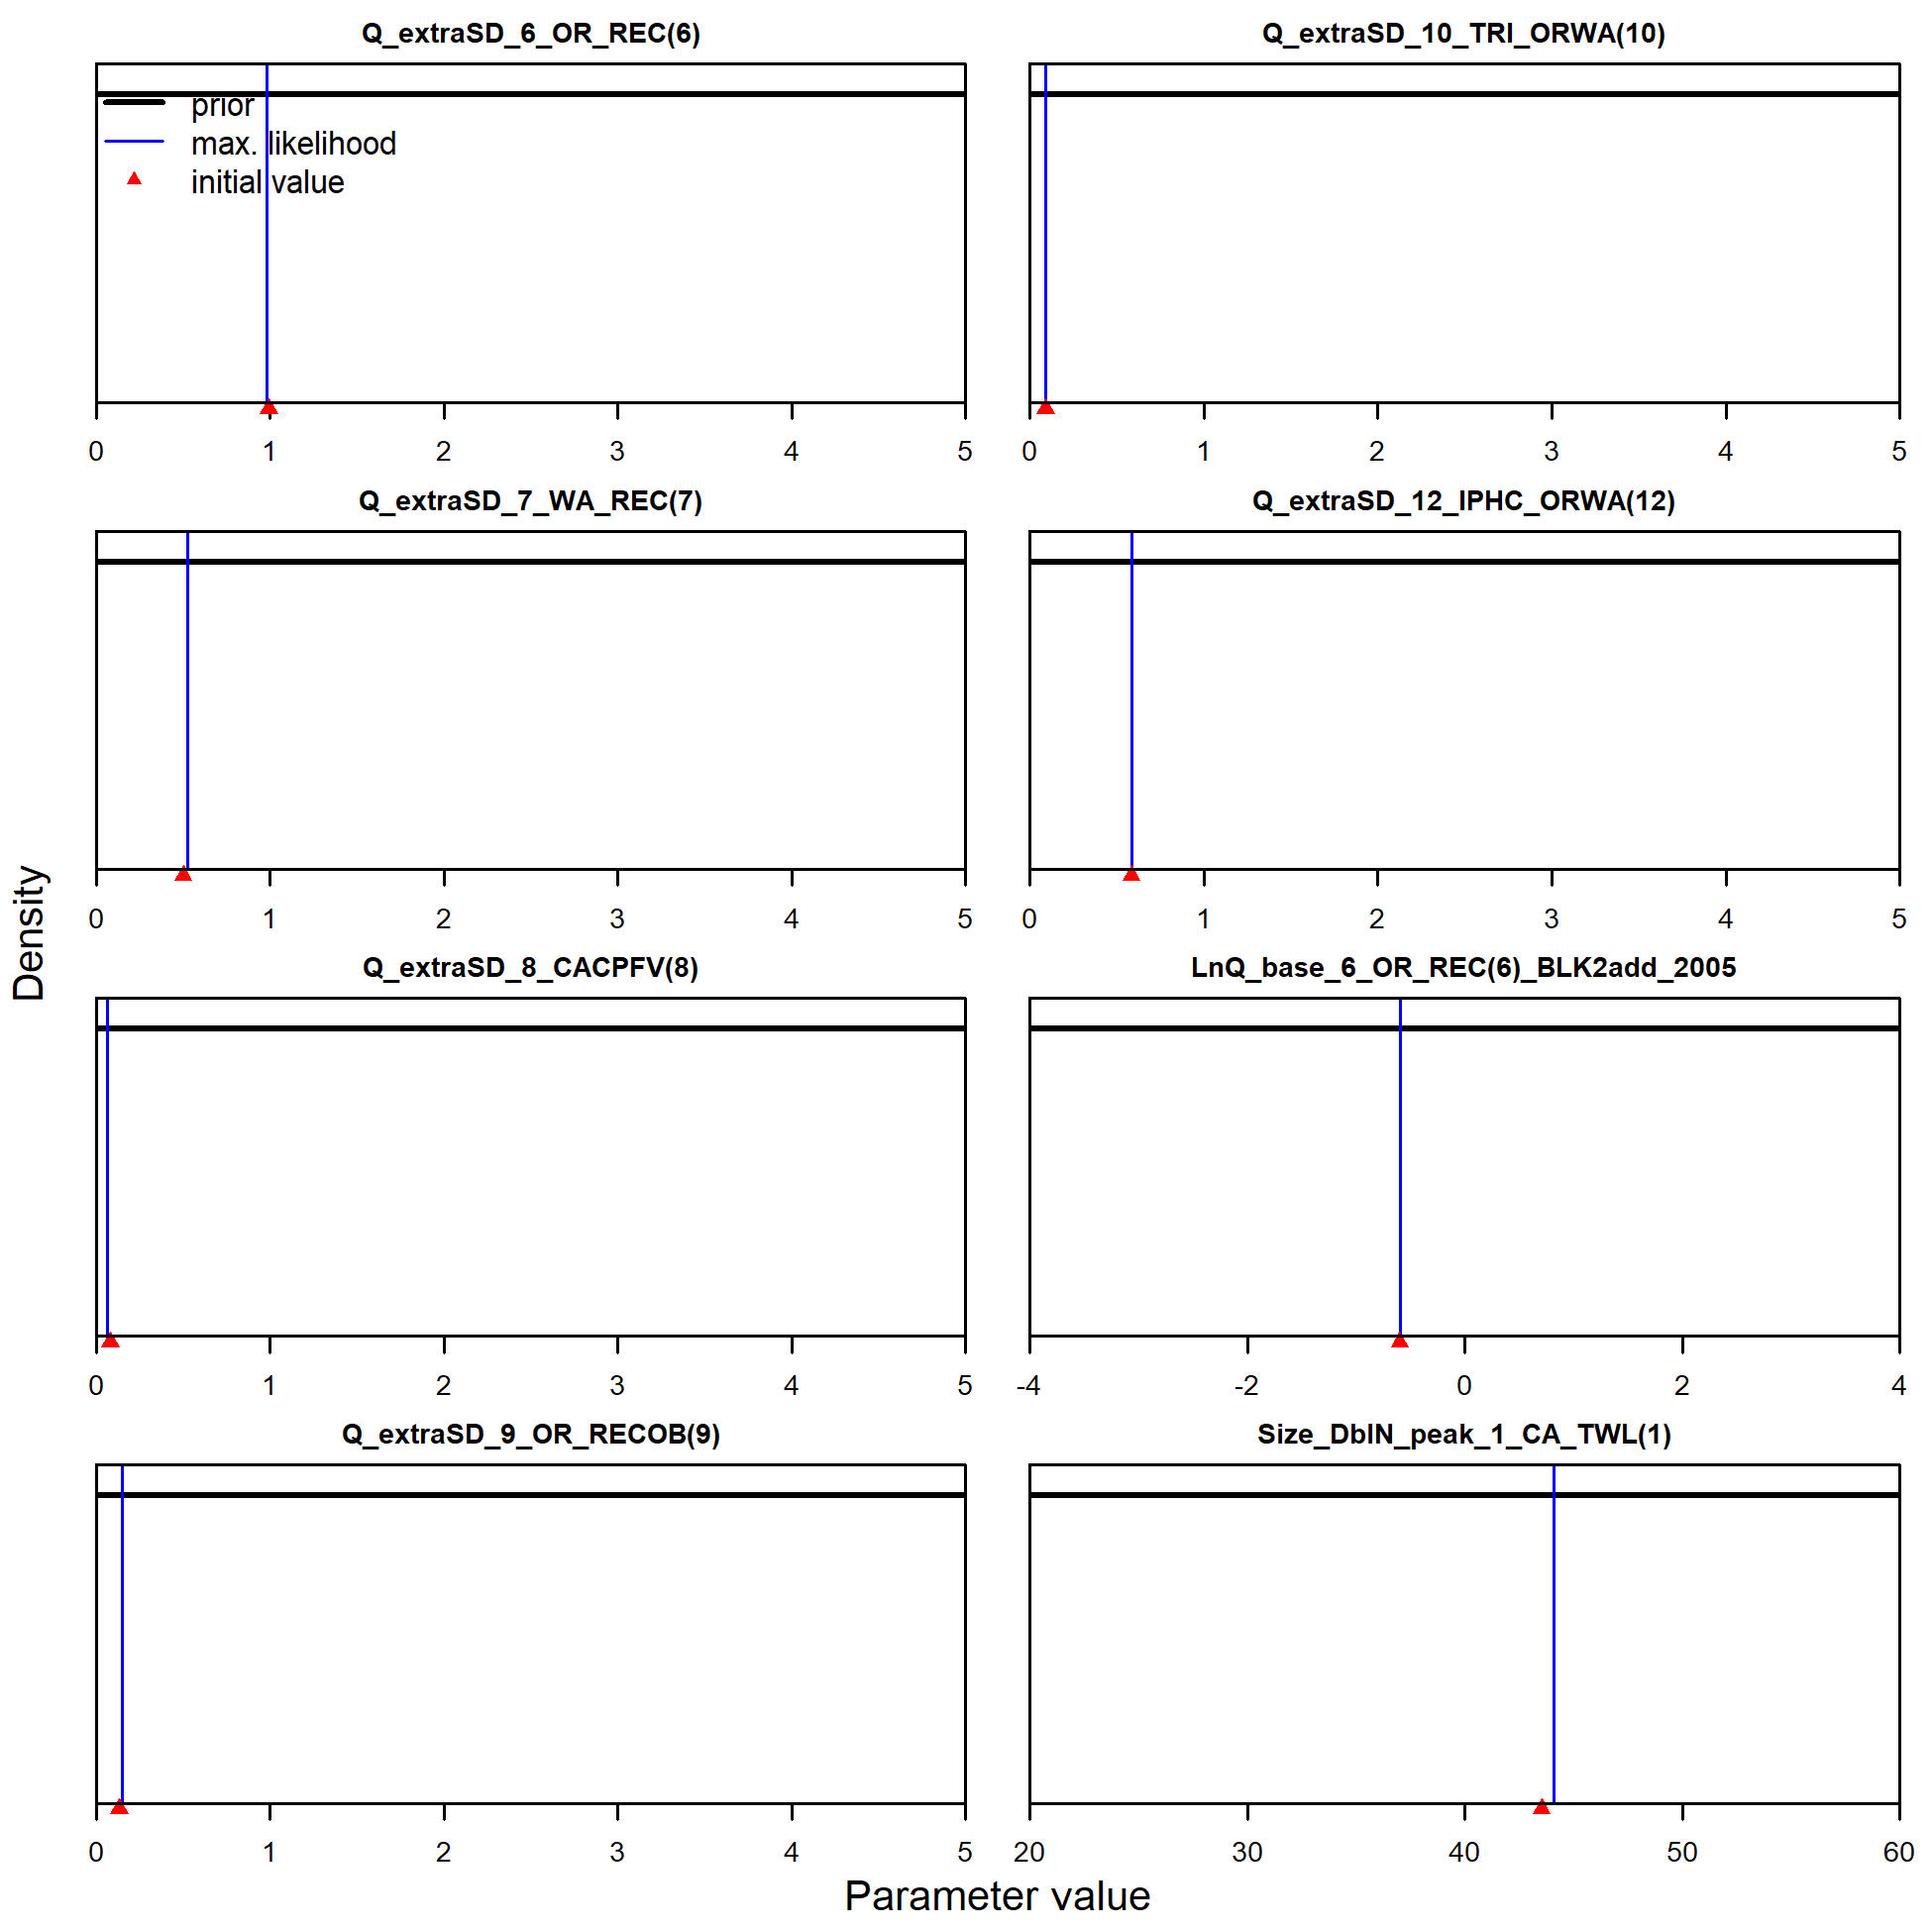 Q_extraSD_6_OR_REC(6)
prior
max. likelihood
initial value
0 1 2 3 4 5
Q_extraSD_10_TRI_ORWA(10)
0 1 2 3 4 5
Q_extraSD_7_WA_REC(7)
0 1 2 3 4 5
Q_extraSD_12_IPHC_ORWA(12)
0 1 2 3 4 5
Q_extraSD_8_CACPFV(8)
0 1 2 3 4 5
LnQ_base_6_OR_REC(6)_BLK2add_2005
-4 -2 0 2 4
Q_extraSD_9_OR_RECOB(9)
0 1 2 3 4 5
Size_DblN_peak_1_CA_TWL(1)
20 30 40 50 60
Density
Parameter value